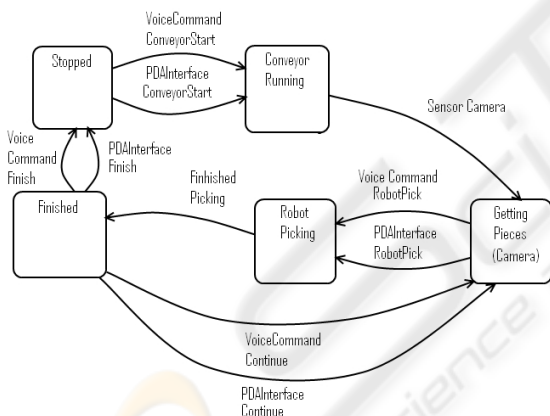 VoiceCommand
ConveyorStart
Stopped
Conveyor
Running
PDAInterface
ConveyorStart
Sensor Camera
Voice
Command
Finish
PDAInterface
Finish
Finhished
Picking
Voice Command
RobotPick
Finished
Robot
Picking
PDAInterface
RobotPick
Getting
Pieces
(Camera)
VoiceCommand
Continue
PDAInterface
Continue
ience